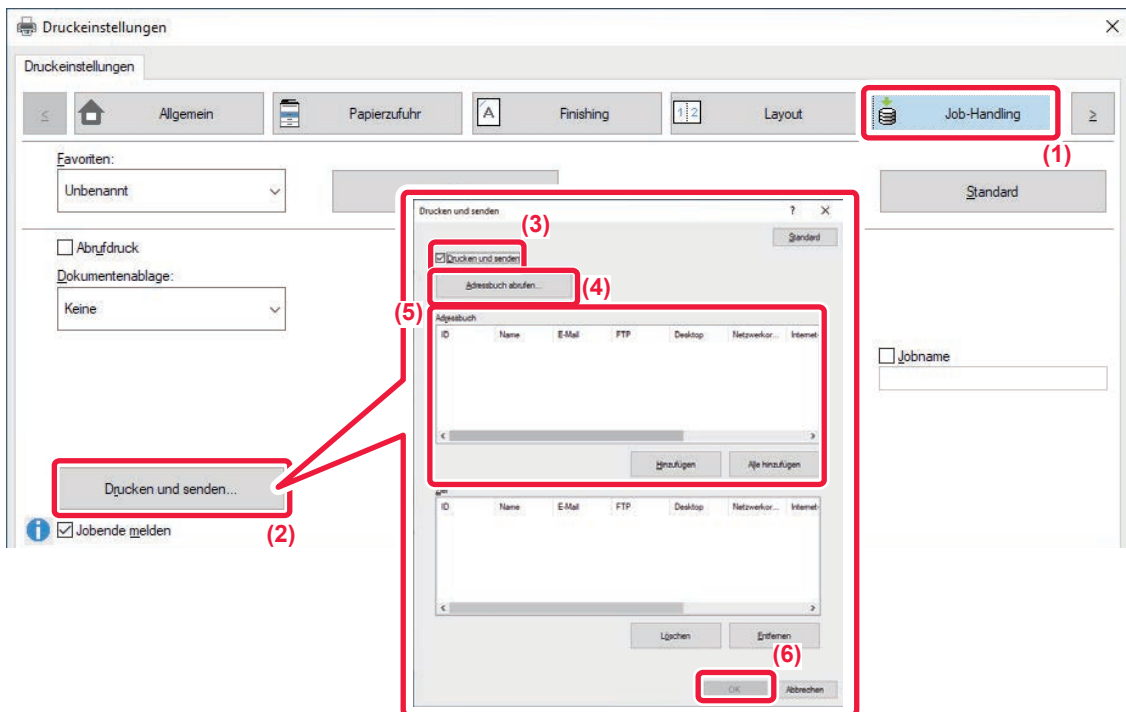 Druckeinstellungen
Druckeinstellungen
≤ Allgemein Papierzufuhr A Finishing 1 2 Layout Job-Handling ≥
(1)
Favoriten:
Unbenannt
Standard
Abrufdruck
Dokumentenablage:
Keine
Jobname
Drucken und senden...
(2)
Jobende melden
Drucken und senden ? X
(3)
Standard
Drucken und senden
Adressbuch abrufen...
(4)
(5)
Adressbuch
ID Name E-Mail FTP Desktop Netzwerkor... Internet-
Hinzufügen Alle hinzufügen
ID Name E-Mail FTP Desktop Netzwerkor... Internet-
Löschen Entfernen
(6)
OK Abbrechen